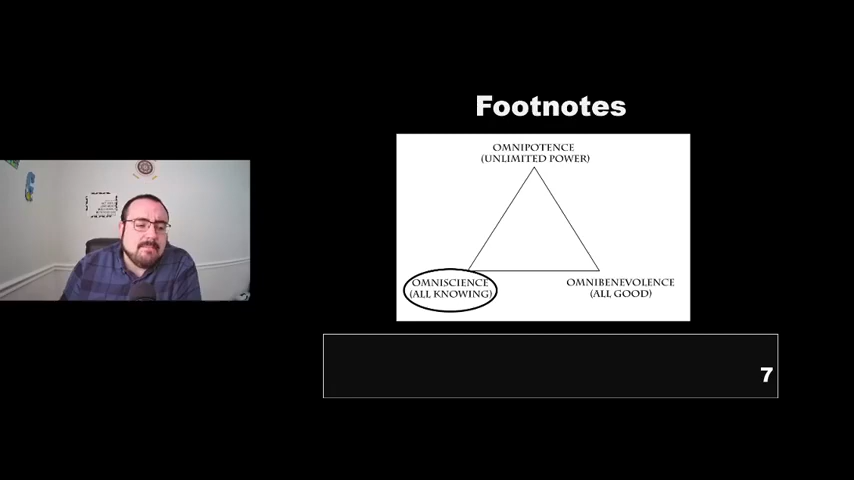 Footnotes
OMNIPOTENCE
(UNLIMITED POWER)
OMNISCIENCE
(ALL KNOWING)
OMNIBENEVOLENCE
(ALL GOOD)
7